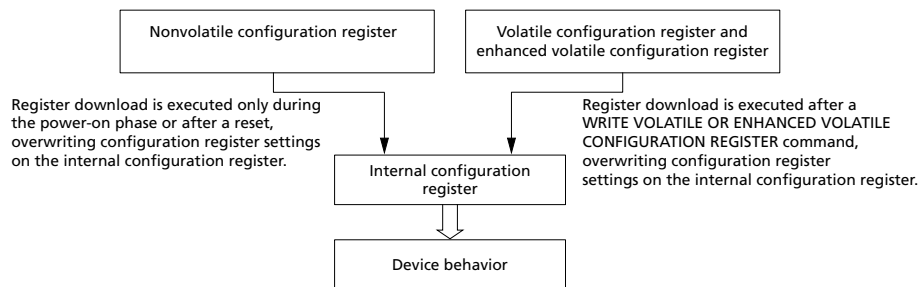 Nonvolatile configuration register
Volatile configuration register and
enhanced volatile configuration register
Register download is executed only during
the power-on phase or after a reset,
overwriting configuration register settings
on the internal configuration register.
Register download is executed after a
WRITE VOLATILE OR ENHANCED VOLATILE
CONFIGURATION REGISTER command,
overwriting configuration register
settings on the internal configuration register.
Internal configuration
register
Device behavior